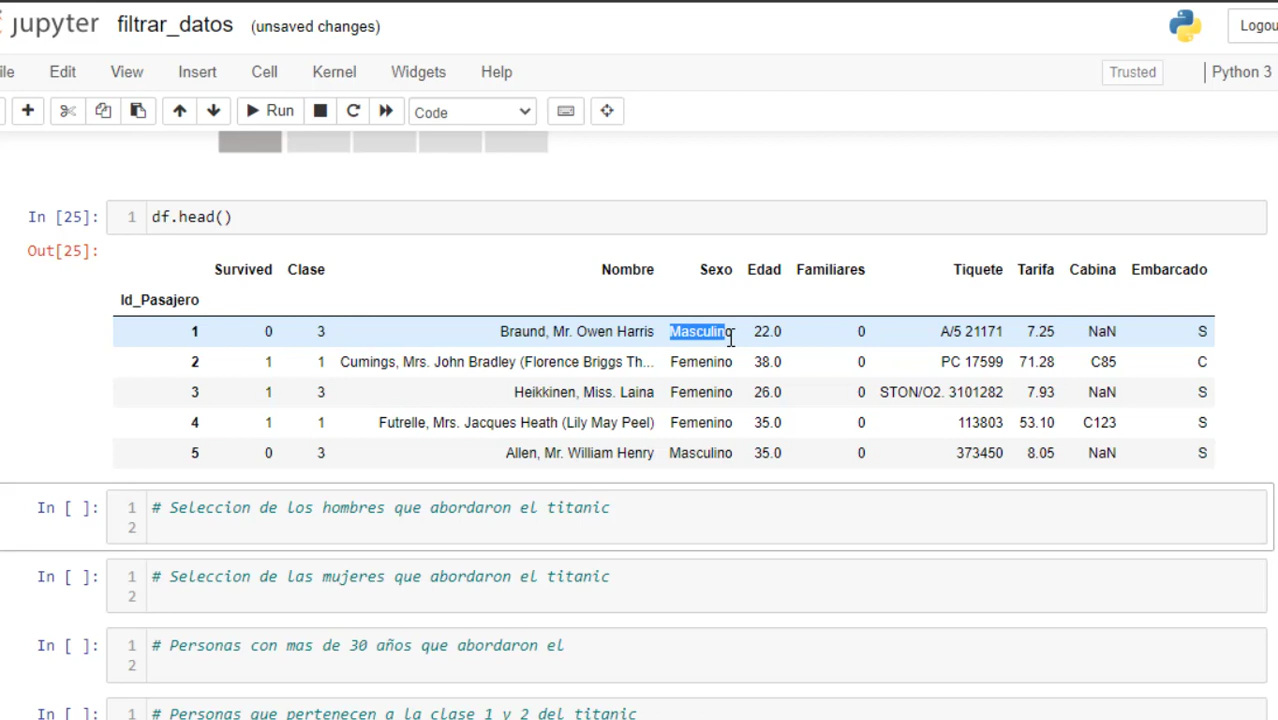 Jupyter filtrar_datos (unsaved changes) Logou
ile Edit View Insert Cell Kernel Widgets Help Trusted Python 3
Run Code
In [25]: 1 df.head()
Out[25]:
Survived Clase Nombre Sexo Edad Familiares Tiquete Tarifa Cabina Embarcado
Id_Pasajero
1 0 3 Braund, Mr. Owen Harris Masculino 22.0 0 A/5 21171 7.25 NaN S
2 1 1 Cumings, Mrs. John Bradley (Florence Briggs Th... Femenino 38.0 0 PC 17599 71.28 C85 C
3 1 3 Heikkinen, Miss. Laina Femenino 26.0 0 STON/O2. 3101282 7.93 NaN S
4 1 1 Futrelle, Mrs. Jacques Heath (Lily May Peel) Femenino 35.0 0 113803 53.10 C123 S
5 0 3 Allen, Mr. William Henry Masculino 35.0 0 373450 8.05 NaN S
In [ ]: 1 # Seleccion de los hombres que abordaron el titanic
2
In [ ]: 1 # Seleccion de las mujeres que abordaron el titanic
2
In [ ]: 1 # Personas con mas de 30 años que abordaron el
2
In [ ]: 1 # Personas que pertenecen a la clase 1 y 2 del titanic